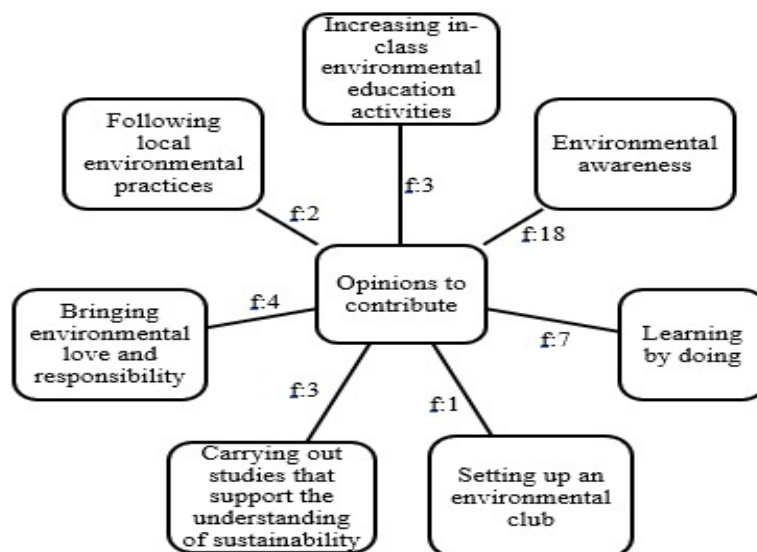 Increasing in-
class
environmental
education
activities
Following
local
environmental
practices
Environmental
awareness
f:3
f:2
f:18
Opinions to
contribute
Bringing
environmental
love and
responsibility
f:4
f:7
Learning
by doing
f:3
f:1
Carrying out
studies that
support the
understanding
of sustainability
Setting up an
environmental
club